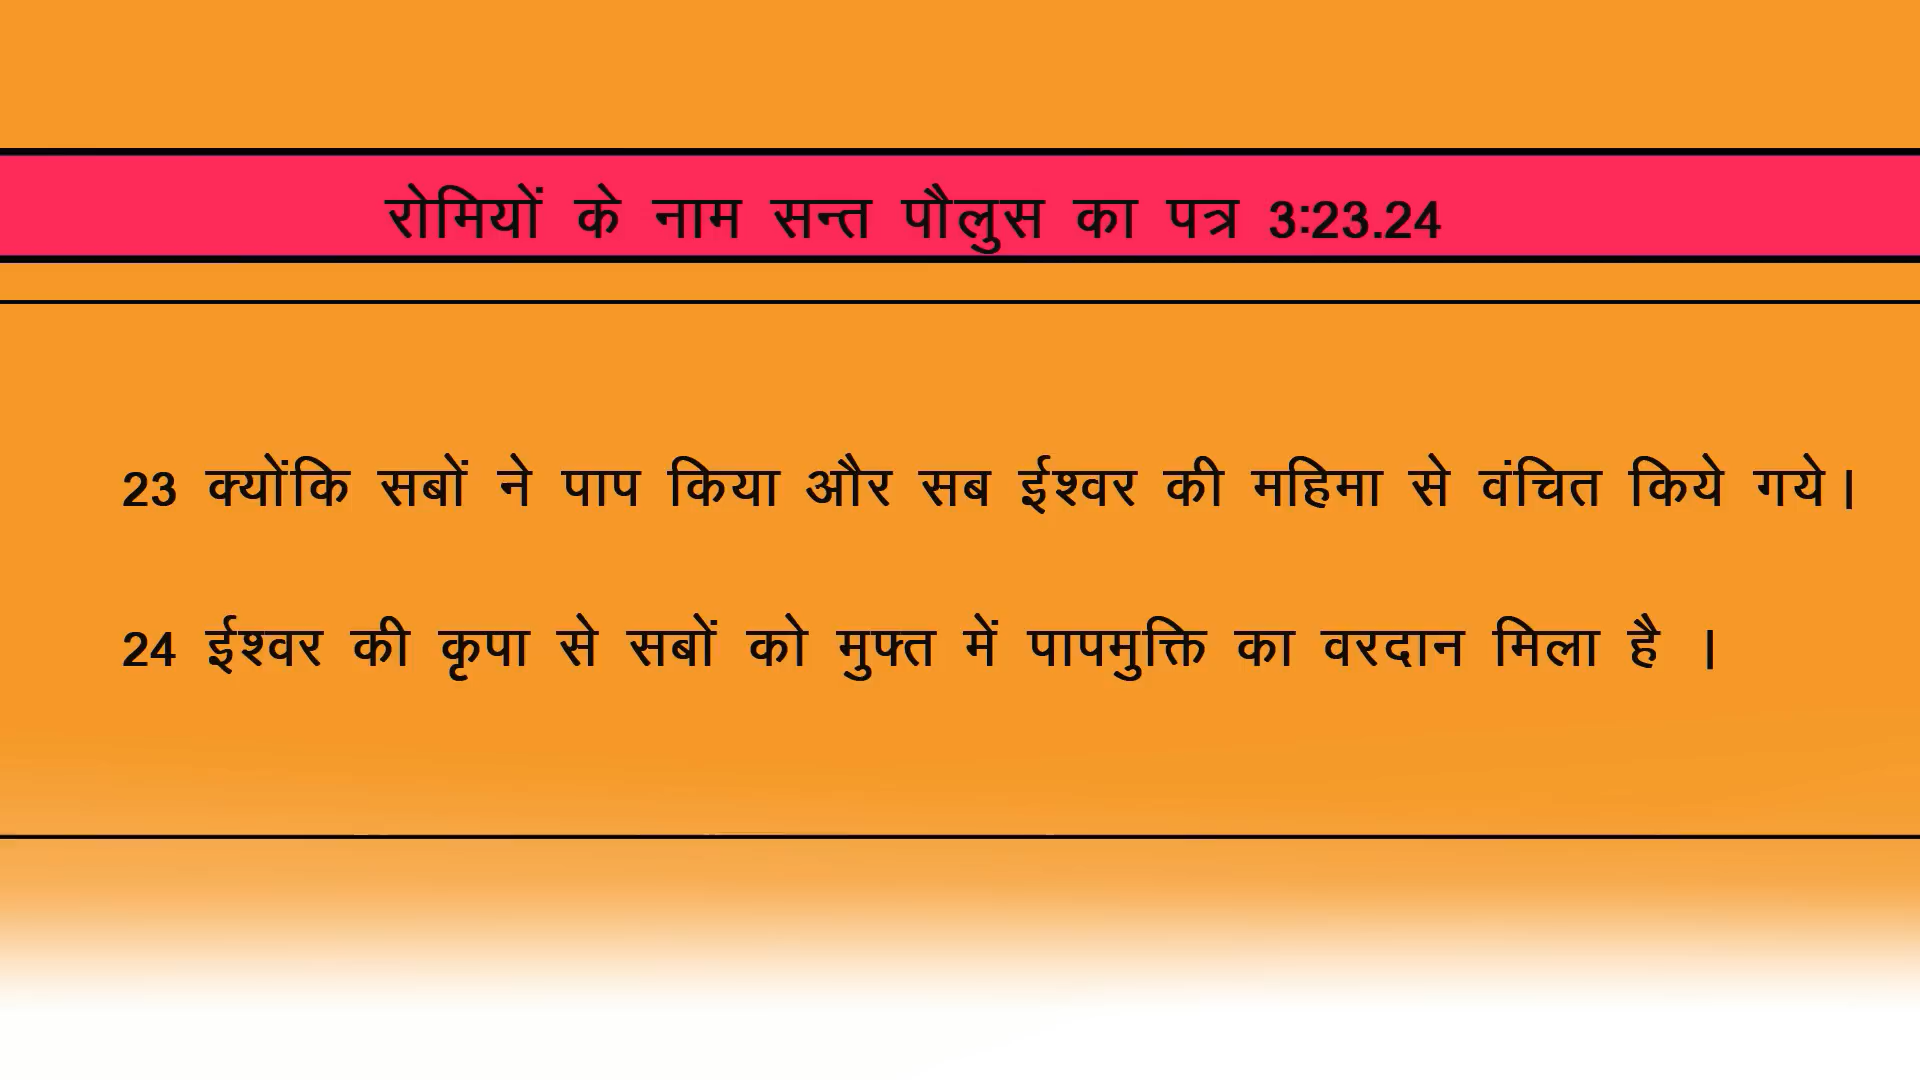 रोमियों के नाम सन्त पौलुस का पत्र 3:23.24
23 क्योंकि सबों ने पाप किया और सब ईश्वर की महिमा से वंचित किये गये।
24 ईश्वर की कृपा से सबों को मुफ्त में पापमुक्ति का वरदान मिला है ।